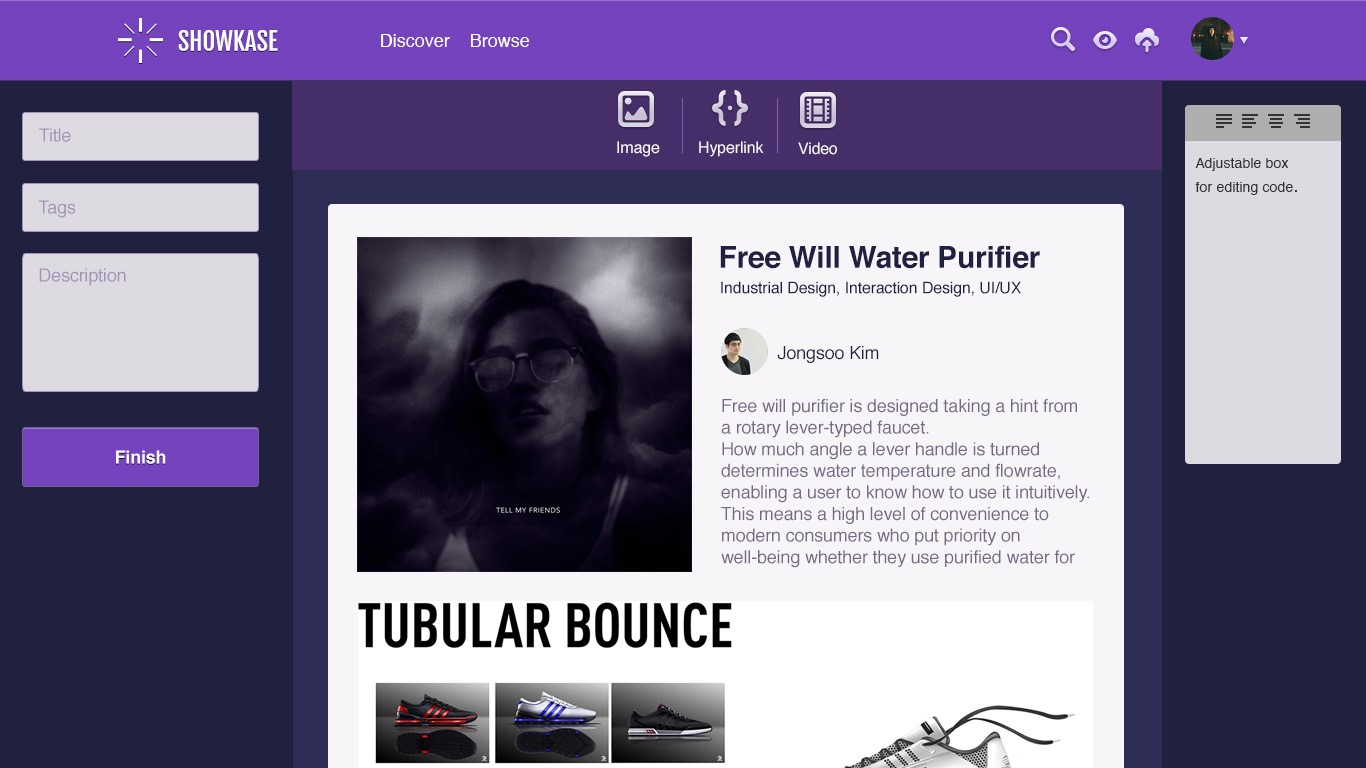 SHOWKASE
Discover Browse
Image Hyperlink Video
Title
Tags
Description
Finish
Free Will Water Purifier
Industrial Design, Interaction Design, UI/UX
Jongsoo Kim
Free will purifier is designed taking a hint from
a rotary lever-typed faucet.
How much angle a lever handle is turned
determines water temperature and flowrate,
enabling a user to know how to use it intuitively.
This means a high level of convenience to
modern consumers who put priority on
well-being whether they use purified water for
TELL MY FRIENDS
TUBULAR BOUNCE
Adjustable box
for editing code.